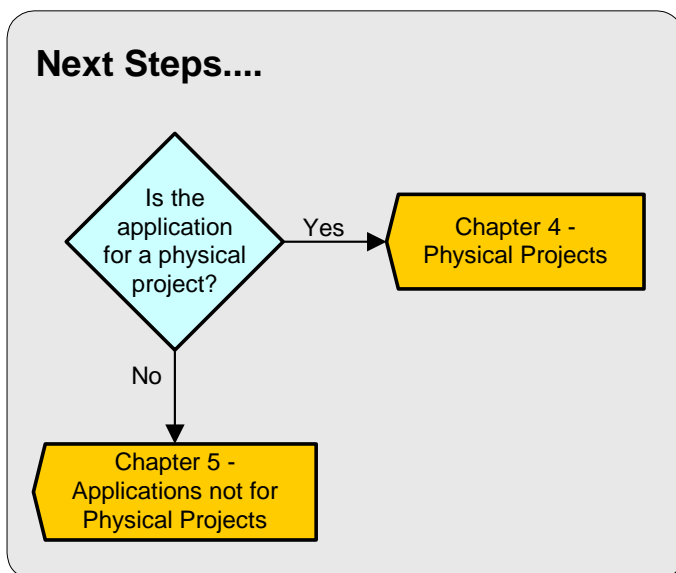 Next Steps....
Is the
application
for a physical
project?
Yes
Chapter 4 -
Physical Projects
No
Chapter 5 -
Applications not for
Physical Projects